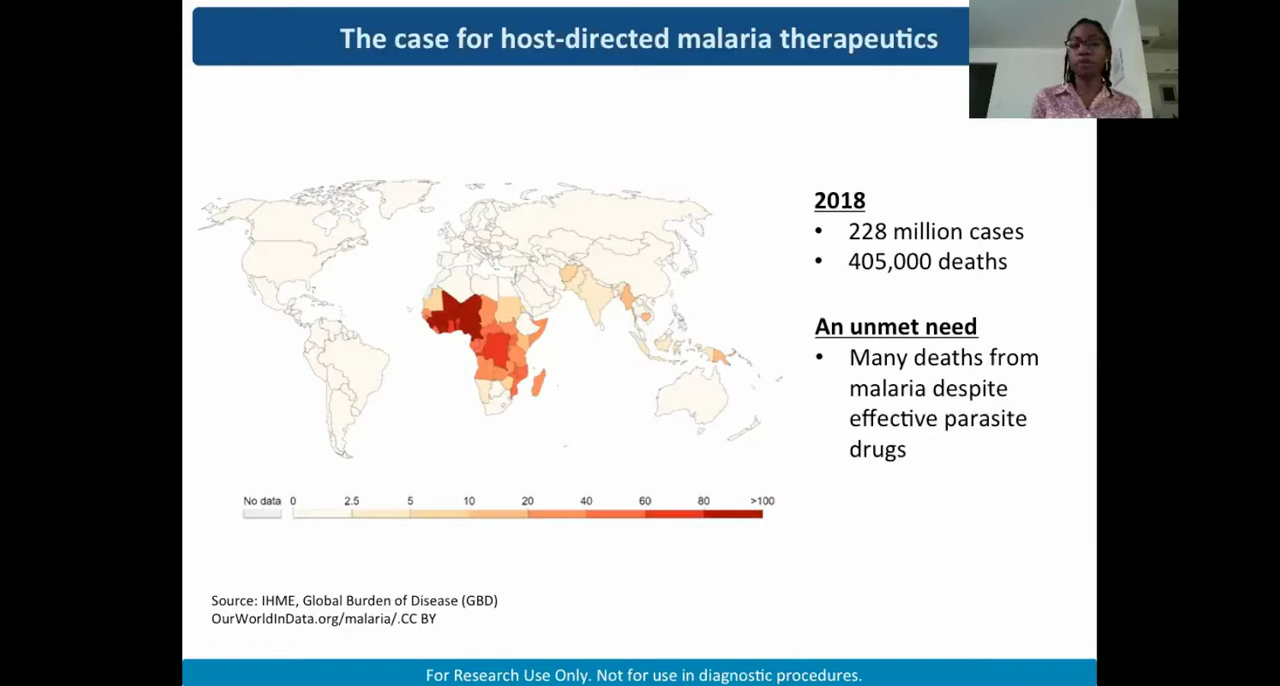 The case for host-directed malaria therapeutics
2018
• 228 million cases
• 405,000 deaths
An unmet need
• Many deaths from
malaria despite
effective parasite
drugs
No data 0 2.5 5 10 20 40 60 80 >100
Source: IHME, Global Burden of Disease (GBD)
OurWorldInData.org/malaria/.CC BY
For Research Use Only. Not for use in diagnostic procedures.